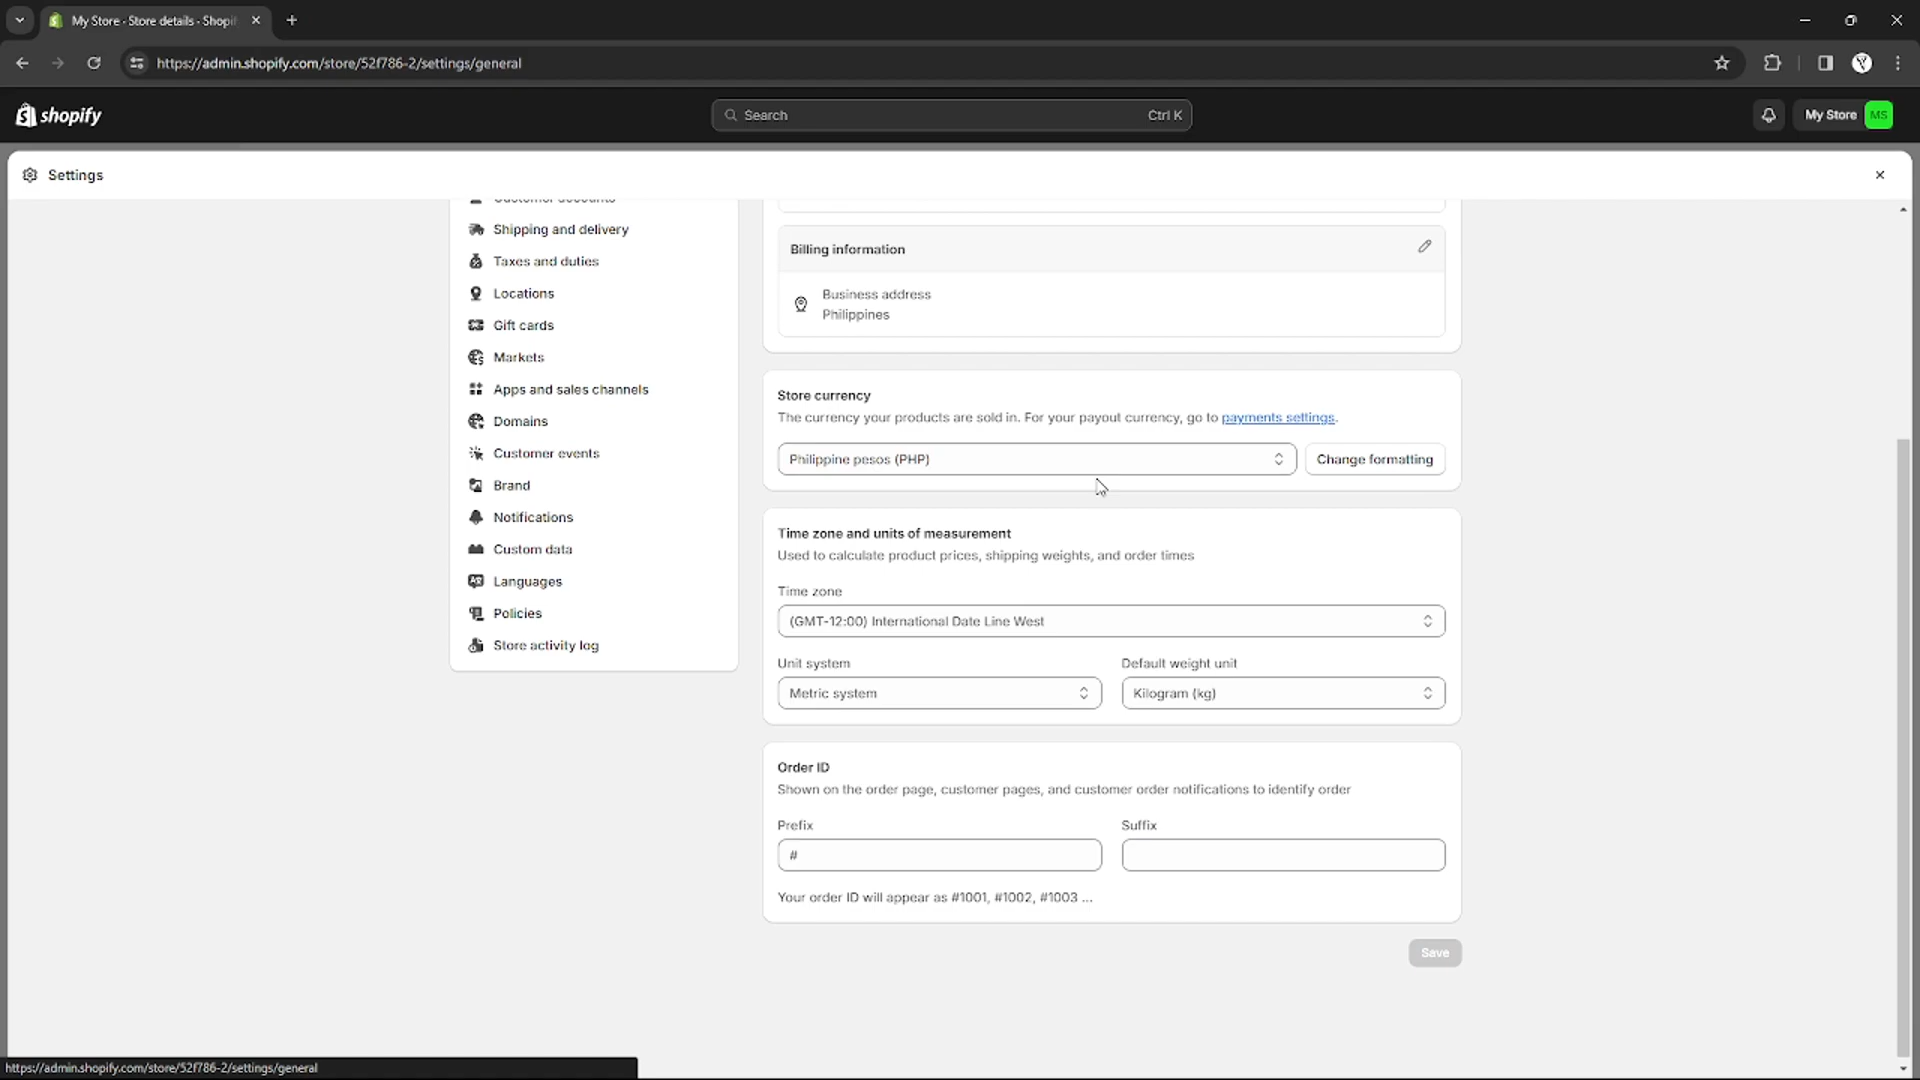 My Store · Store details · Shopif
https://admin.shopify.com/store/52f786-2/settings/general
shopify
Search
Ctrl K
My Store
MS
Settings
Customer accounts
Shipping and delivery
Taxes and duties
Locations
Gift cards
Markets
Apps and sales channels
Domains
Customer events
Brand
Notifications
Custom data
Languages
Policies
Store activity log
Billing information
Business address
Philippines
Store currency
The currency your products are sold in. For your payout currency, go to payments settings.
Philippine pesos (PHP)
Change formatting
Time zone and units of measurement
Used to calculate product prices, shipping weights, and order times
Time zone
(GMT-12:00) International Date Line West
Unit system
Default weight unit
Metric system
Kilogram (kg)
Order ID
Shown on the order page, customer pages, and customer order notifications to identify order
Prefix
Suffix
#
Your order ID will appear as #1001, #1002, #1003 ...
Save
https://admin.shopify.com/store/52f786-2/settings/general